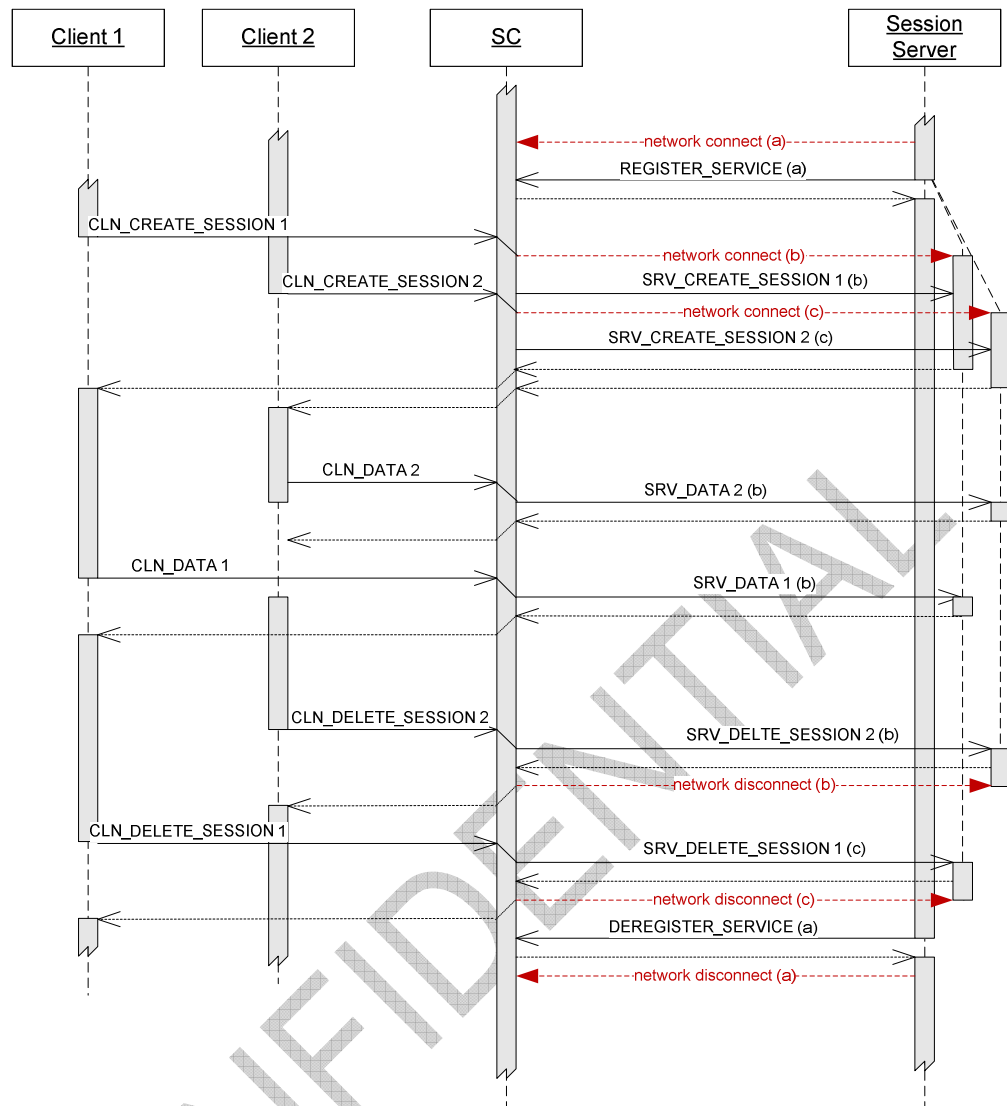 Client 1
Client 2
SC
Session
Server
network connect (a)
REGISTER_SERVICE (a)
CLN_CREATE_SESSION 1
network connect (b)
CLN_CREATE_SESSION 2
SRV_CREATE_SESSION 1 (b)
network connect (c)
SRV_CREATE_SESSION 2 (c)
CLN_DATA 2
SRV_DATA 2 (b)
CLN_DATA 1
SRV_DATA 1 (b)
CLN_DELETE_SESSION 2
SRV_DELTE_SESSION 2 (b)
network disconnect (b)
CLN_DELETE_SESSION 1
SRV_DELETE_SESSION 1 (c)
network disconnect (c)
DEREGISTER_SERVICE (a)
network disconnect (a)
NFIDENTIAL